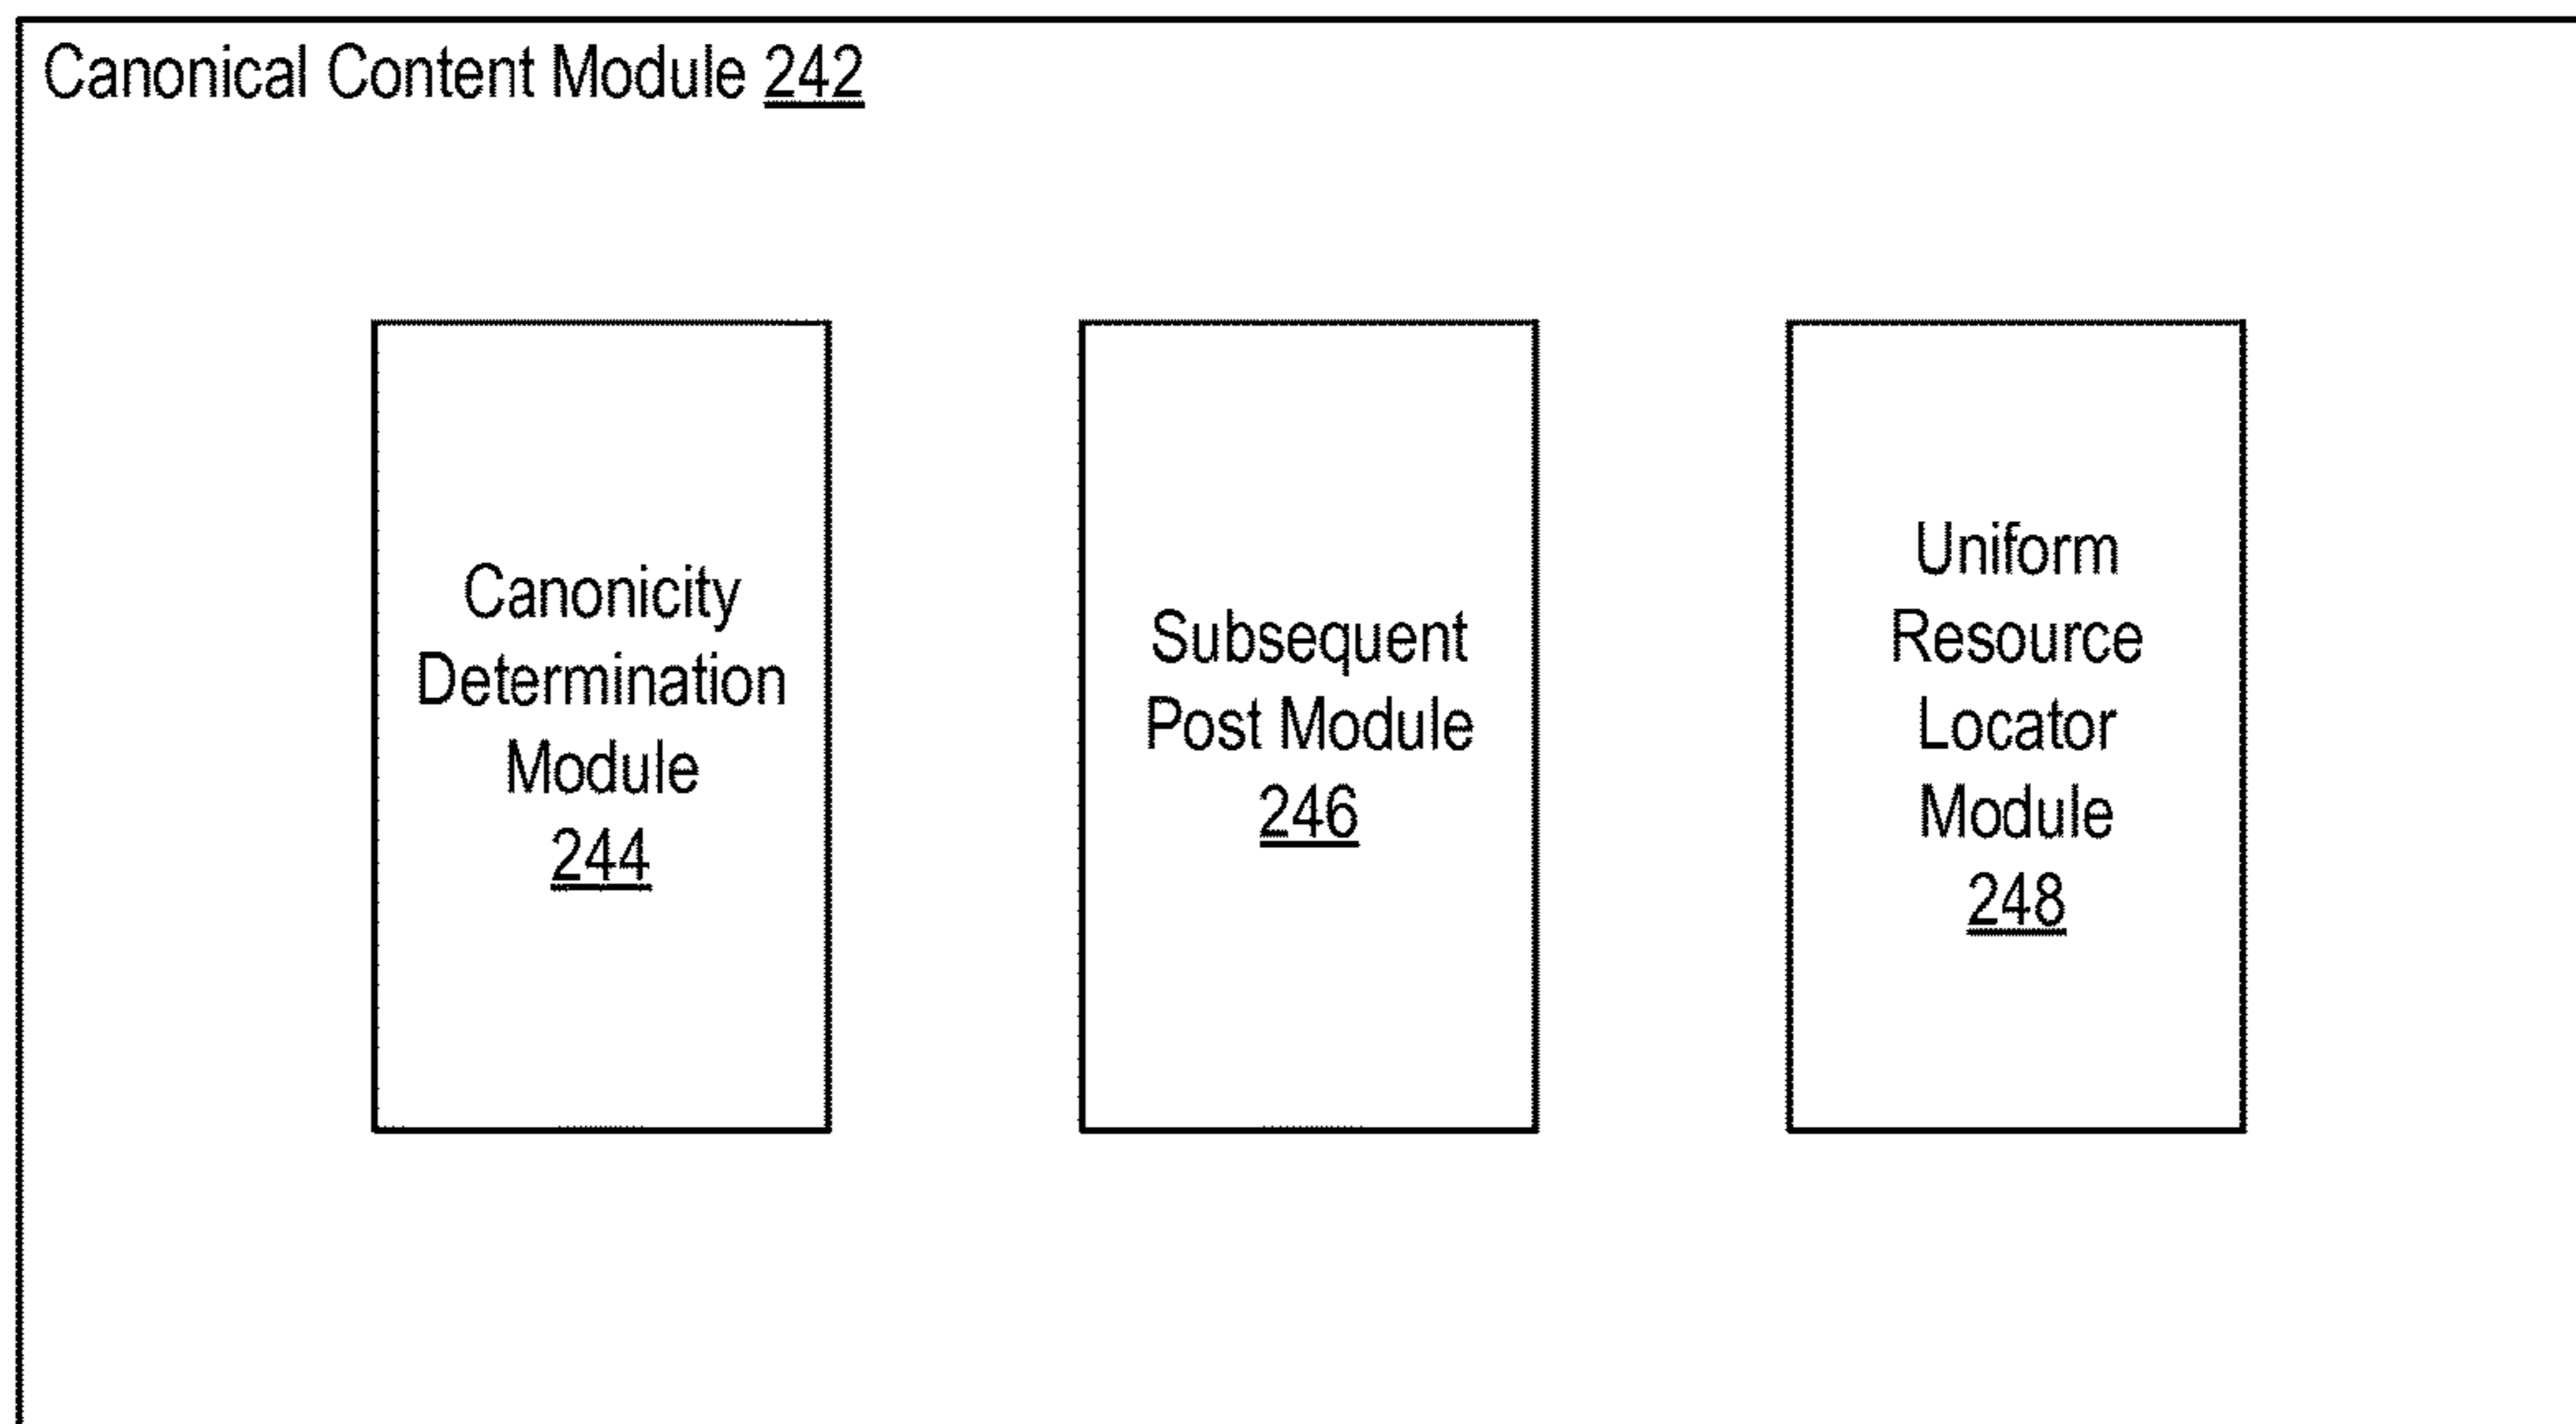 Canonical Content Module 242
Canonicity
Determination
Module
244
Subsequent
Post Module
246
Uniform
Resource
Locator
Module
248